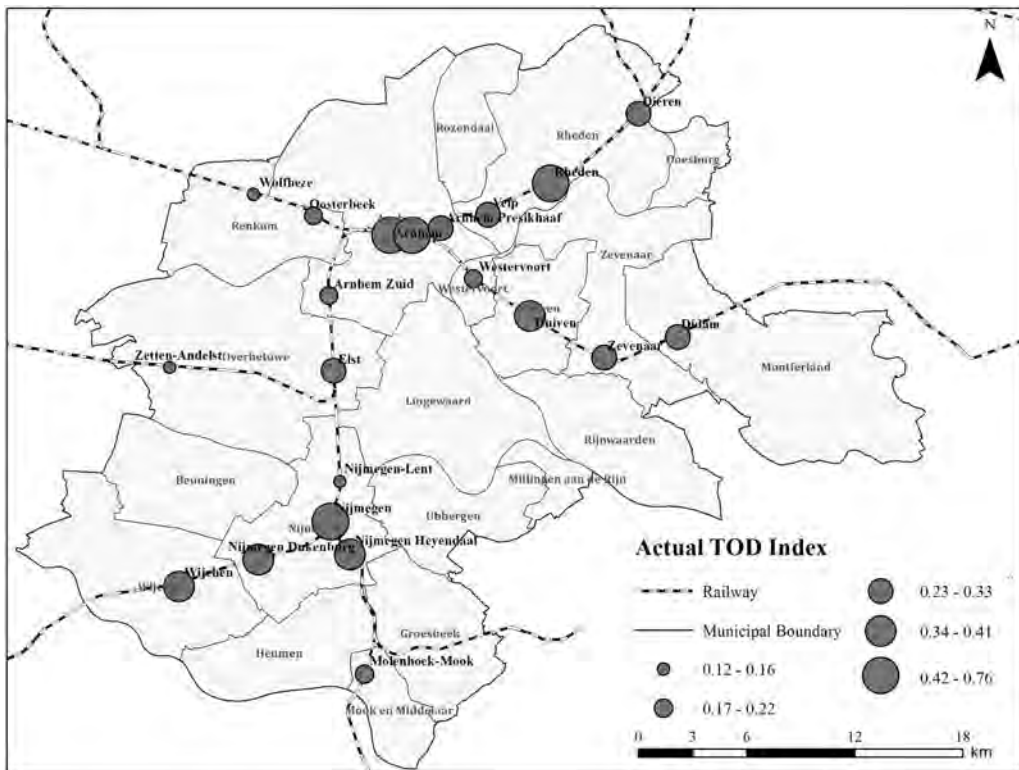 N
Dieren
Rozendaal
Rheden
Doesburg
Rheden
Wolfheze
Velp
Oosterbeek
Arnhem Presikhaaf
Renkum
Arnhem
Zevenaar
Westervoort
Arnhem Zuid
Westervoort
Duiven
Didam
Zevenaar
Zetten-Andelst
Overbetuwe
Elst
Montferland
Lingewaard
Rijnwaarden
Nijmegen-Lent
Beuningen
Millingen aan de Rijn
Nijmegen
Ubbergen
Nijmegen Heyendaal
Nijmegen Dukenburg
Wijchen
Groesbeek
Heumen
Molenhoek-Mook
Mook en Middelaar
Actual TOD Index
Railway
Municipal Boundary
0.12 - 0.16
0.17 - 0.22
0.23 - 0.33
0.34 - 0.41
0.42 - 0.76
0 3 6 12 18
km